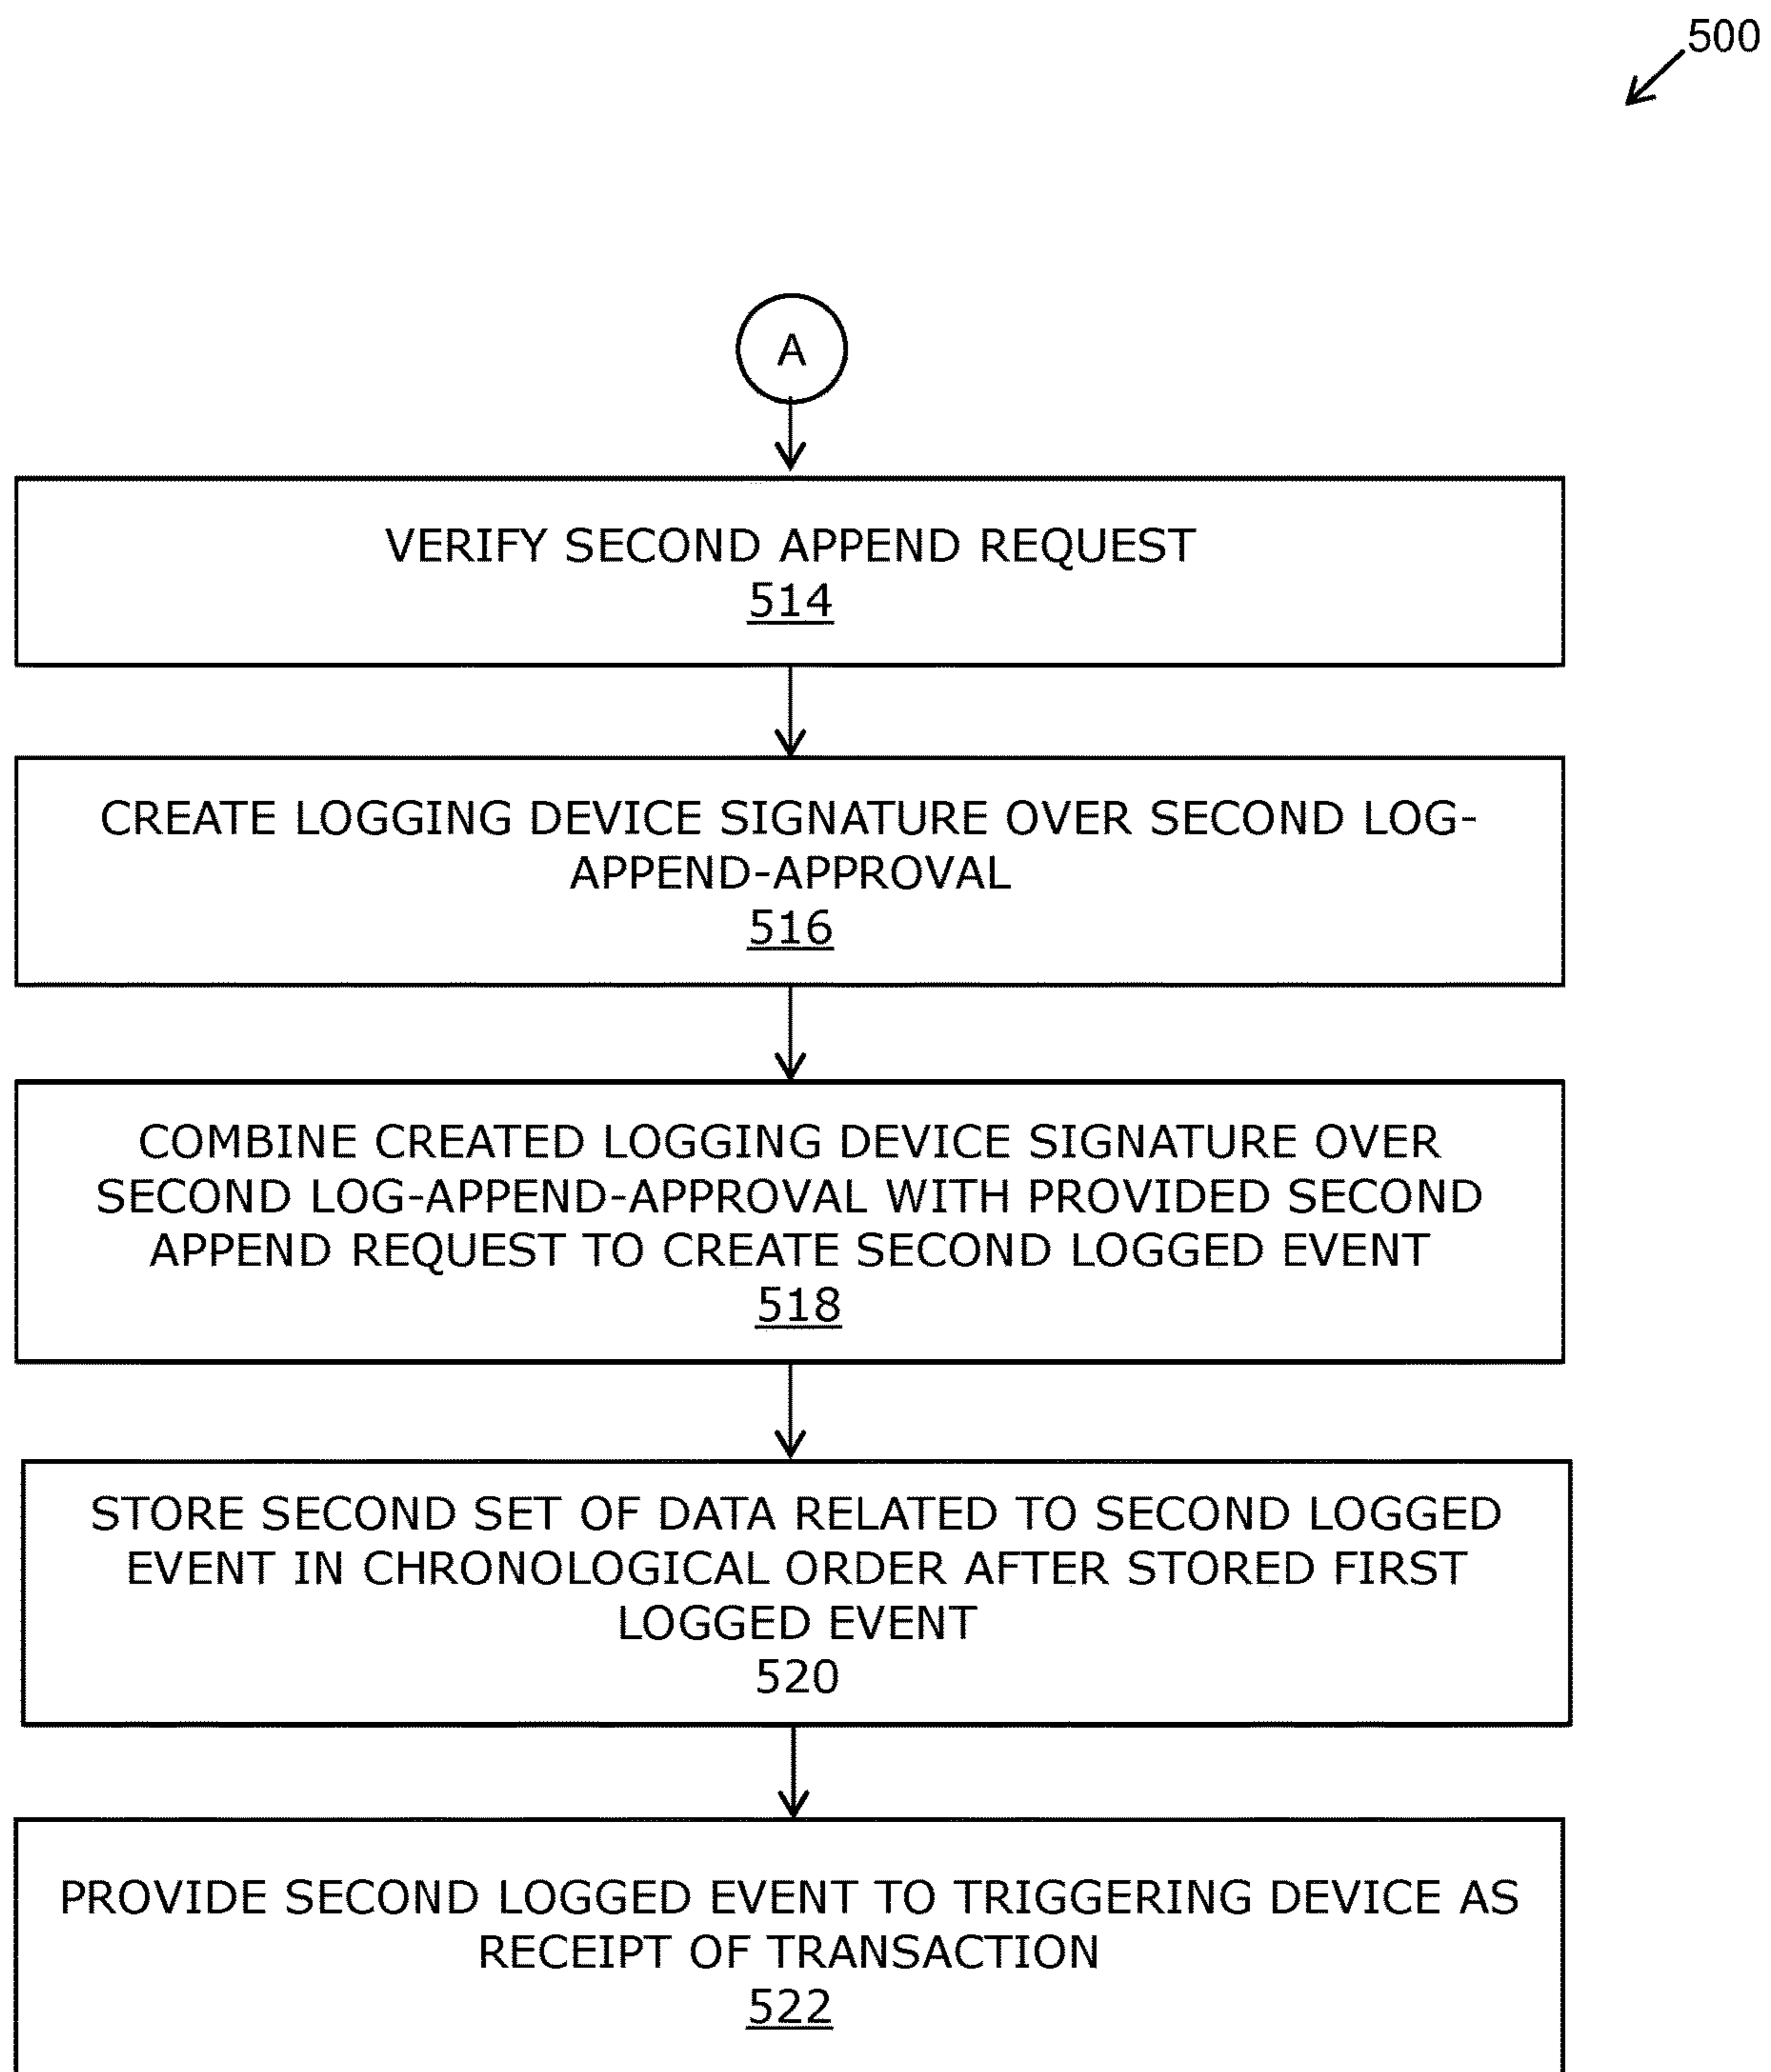 500
A
VERIFY SECOND APPEND REQUEST
514
CREATE LOGGING DEVICE SIGNATURE OVER SECOND LOG-
APPEND-APPROVAL
516
COMBINE CREATED LOGGING DEVICE SIGNATURE OVER
SECOND LOG-APPEND-APPROVAL WITH PROVIDED SECOND
APPEND REQUEST TO CREATE SECOND LOGGED EVENT
518
STORE SECOND SET OF DATA RELATED TO SECOND LOGGED
EVENT IN CHRONOLOGICAL ORDER AFTER STORED FIRST
LOGGED EVENT
520
PROVIDE SECOND LOGGED EVENT TO TRIGGERING DEVICE AS
RECEIPT OF TRANSACTION
522